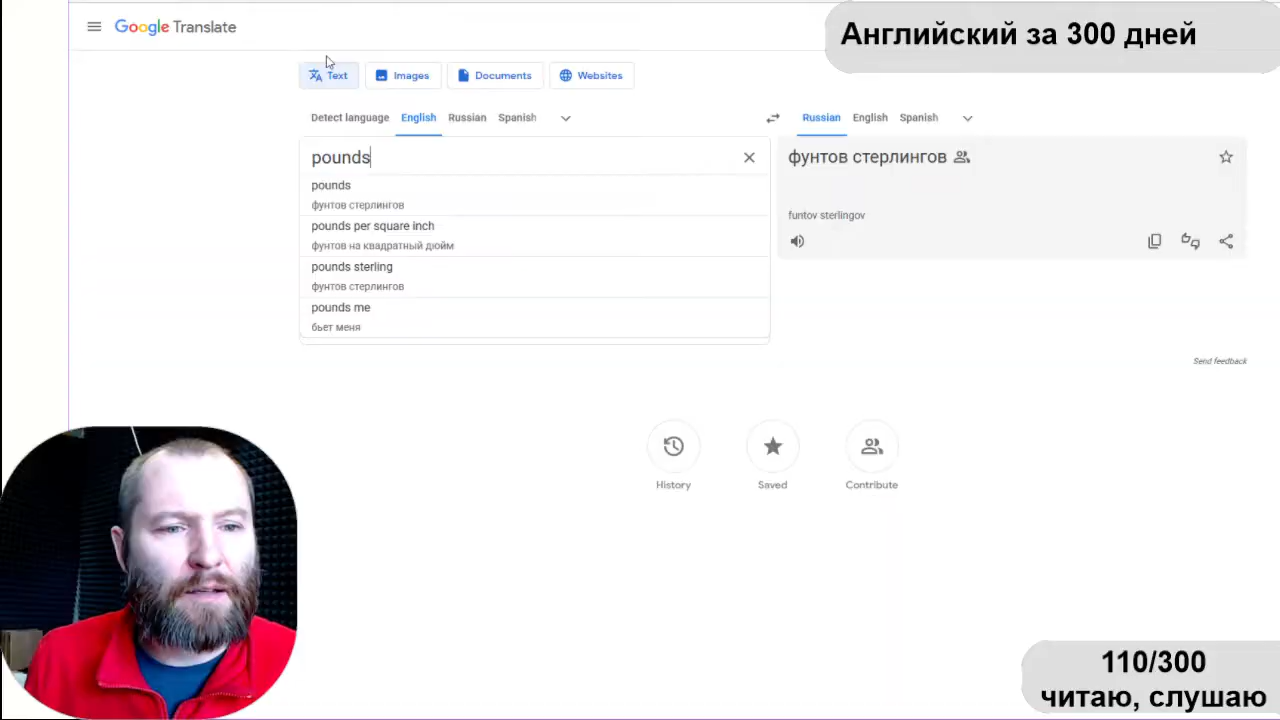 Google Translate
Английский за 300 дней
Text
Images
Documents
Websites
Detect language
English
Russian
Spanish
Russian
English
Spanish
pounds
фунтов стерлингов
pounds
фунтов стерлингов
pounds per square inch
фунтов на квадратный дюйм
pounds sterling
фунтов стерлингов
pounds me
бьет меня
funtov sterlingov
Send feedback
History
Saved
Contribute
110/300
читаю, слушаю